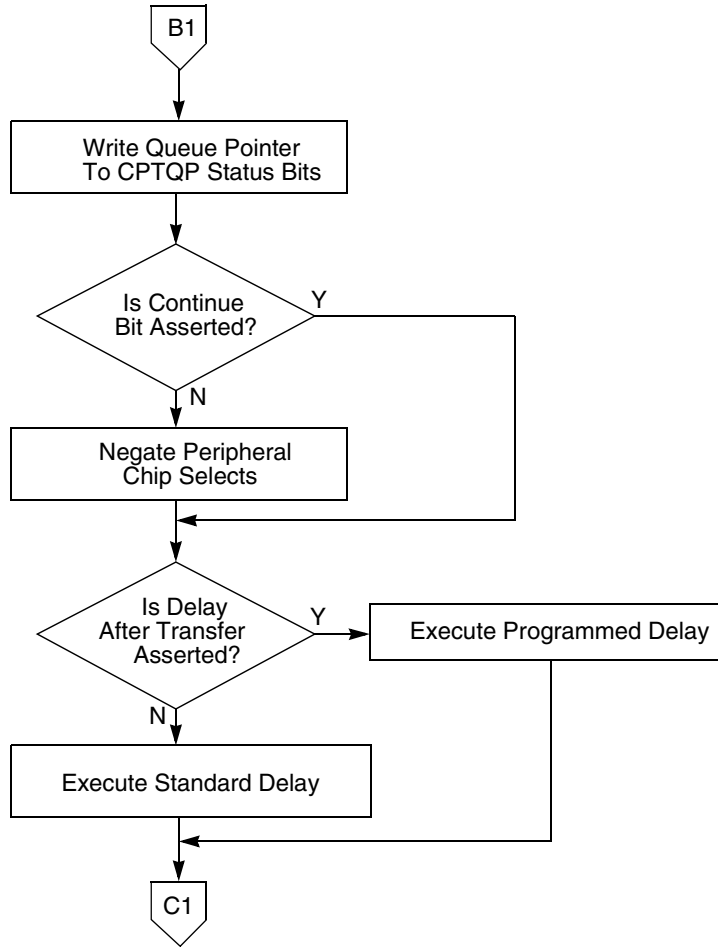 B1
Write Queue Pointer
To CPTQP Status Bits
Is Continue
Bit Asserted?
Y
N
Negate Peripheral
Chip Selects
Is Delay
After Transfer
Asserted?
Y
Execute Programmed Delay
N
Execute Standard Delay
C1